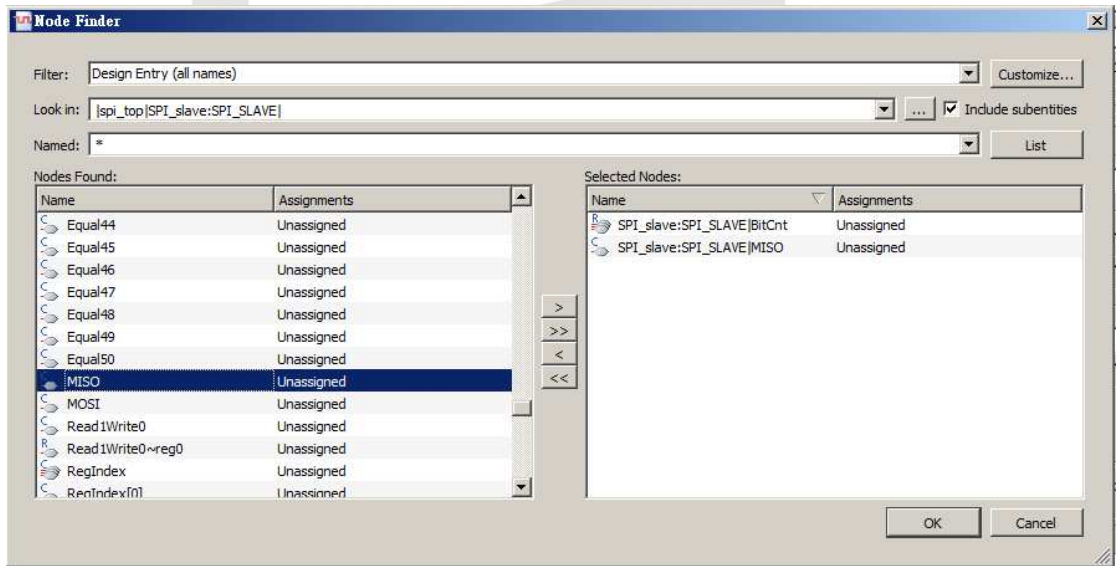 Node Finder
Filter: Design Entry (all names) Customize...
Look in: |spi_top|SPI_slave:SPI_SLAVE| ... Include subentities
Named: * List
Nodes Found: Selected Nodes:
Name Assignments Name Assignments
Equal44 Unassigned SPI_slave:SPI_SLAVE|BitCnt Unassigned
Equal45 Unassigned SPI_slave:SPI_SLAVE|MISO Unassigned
Equal46 Unassigned
Equal47 Unassigned
Equal48 Unassigned >
Equal49 Unassigned >>
Equal50 Unassigned <
MISO Unassigned <<
MOSI Unassigned
Read1Write0 Unassigned
Read1Write0~reg0 Unassigned
RegIndex Unassigned
RegIndex[0] Unassigned
OK Cancel